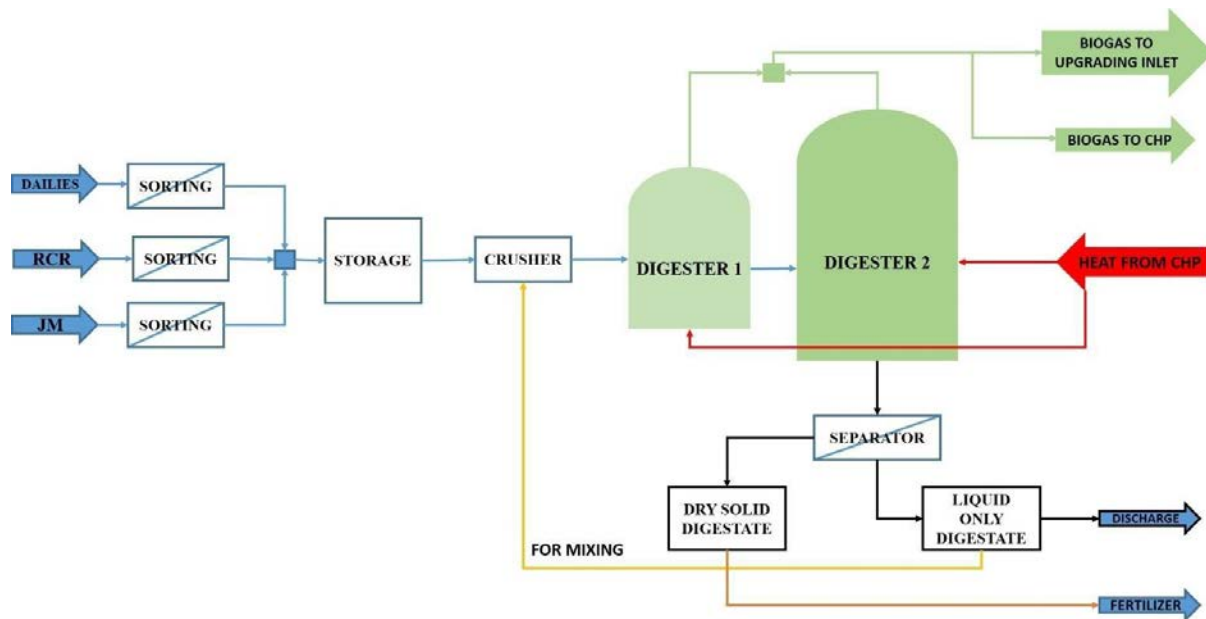 BIOGAS TO
UPGRADING INLET
BIOGAS TO CHP
DAILIES
SORTING
RCR
SORTING
STORAGE
CRUSHER
DIGESTER 1
DIGESTER 2
HEAT FROM CHP
JM
SORTING
SEPARATOR
DRY SOLID
DIGESTATE
LIQUID
ONLY
DIGESTATE
DISCHARGE
FOR MIXING
FERTILIZER